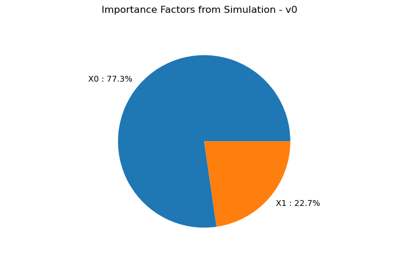 Importance Factors from Simulation - v0
X0 : 77.3%
X1 : 22.7%